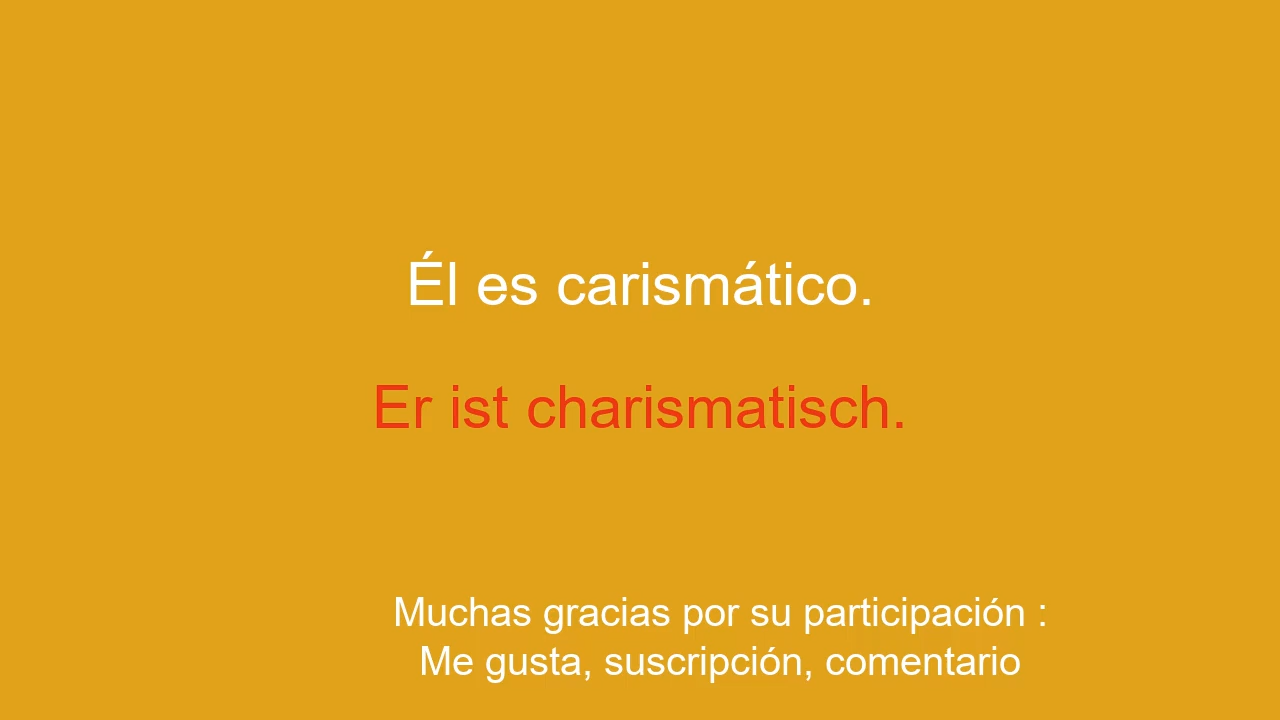 Él es carismático.
Er ist charismatisch.
Muchas gracias por su participación :
Me gusta, suscripción, comentario